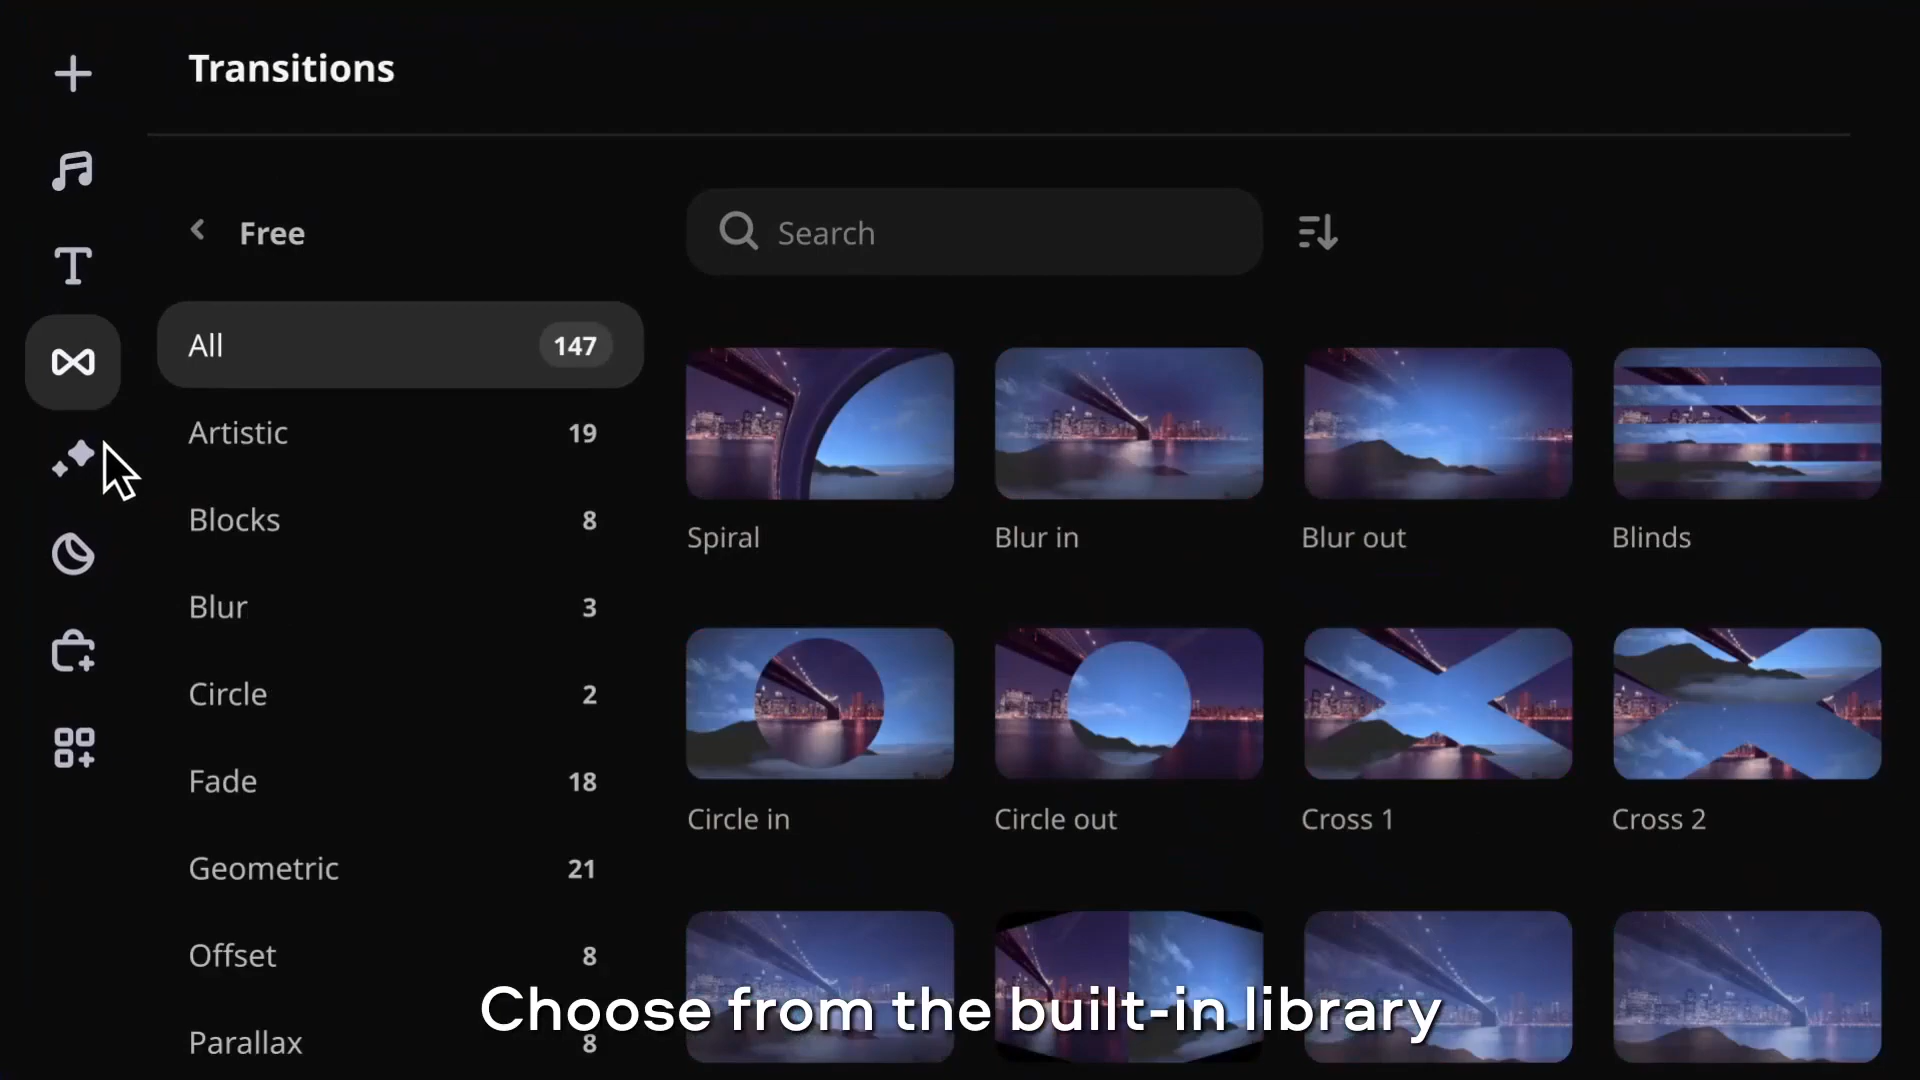 Transitions
Free
Search
All 147
Artistic 19
Blocks 8
Blur 3
Circle 2
Fade 18
Geometric 21
Offset 8
Parallax 8
Spiral
Blur in
Blur out
Blinds
Circle in
Circle out
Cross 1
Cross 2
Choose from the built-in library